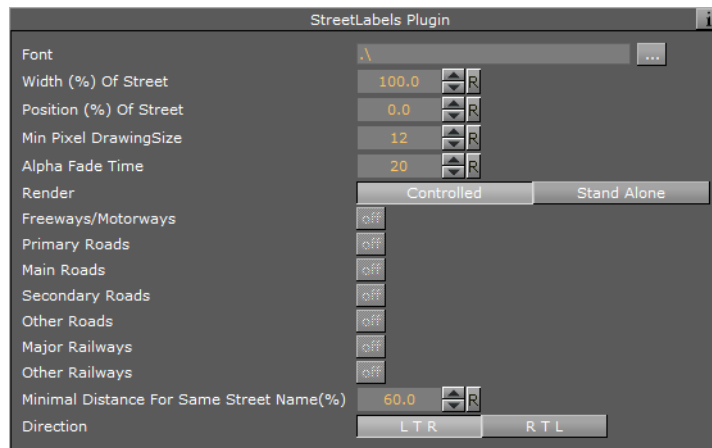 StreetLabels Plugin i
Font .\ ...
Width (%) Of Street 100.0 R
Position (%) Of Street 0.0 R
Min Pixel DrawingSize 12 R
Alpha Fade Time 20 R
Render Controlled Stand Alone
Freeways/Motorways off
Primary Roads off
Main Roads off
Secondary Roads off
Other Roads off
Major Railways off
Other Railways off
Minimal Distance For Same Street Name(%) 60.0 R
Direction L T R R T L